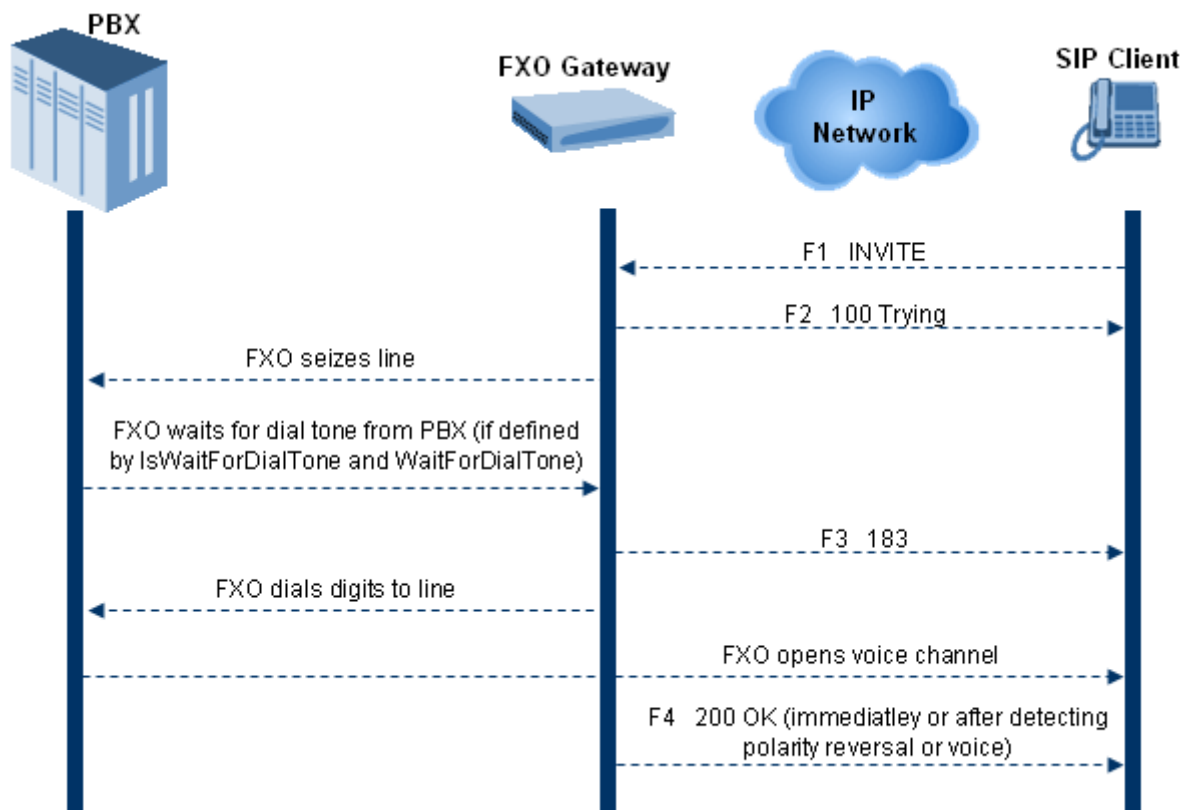 PBX
FXO Gateway
IP
Network
SIP Client
F1 INVITE
F2 100 Trying
FXO seizes line
FXO waits for dial tone from PBX (if defined
by IsWaitForDialTone and WaitForDialTone)
F3 183
FXO dials digits to line
FXO opens voice channel
F4 200 OK (immediatley or after detecting
polarity reversal or voice)